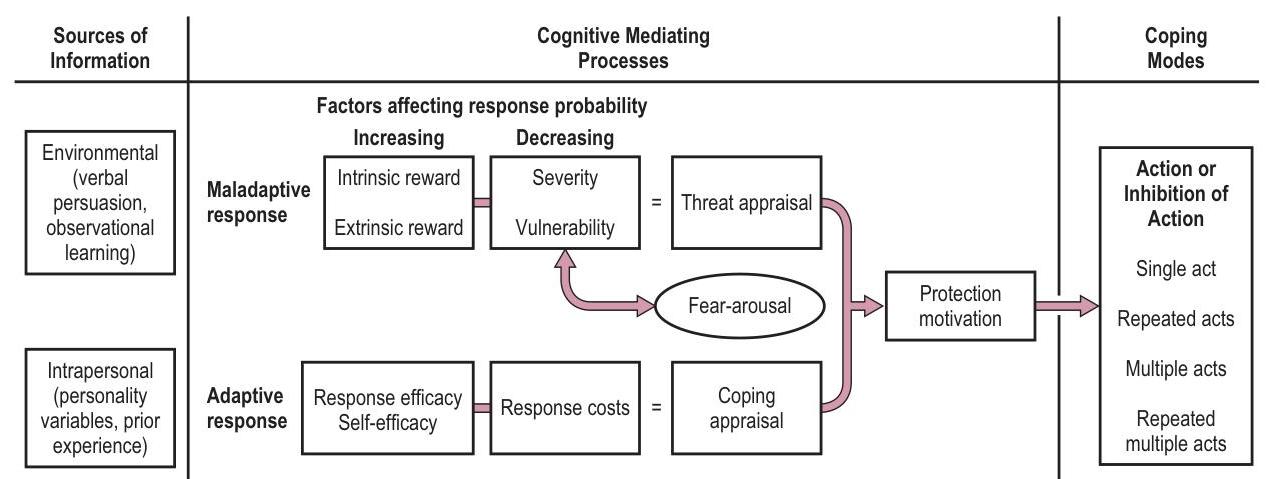 Sources of
Information
Cognitive Mediating
Processes
Coping
Modes
Factors affecting response probability
Increasing
Decreasing
Environmental
(verbal
persuasion,
observational
learning)
Maladaptive
response
Intrinsic reward
Extrinsic reward
Severity
Vulnerability
=
Threat appraisal
Fear-arousal
Protection
motivation
Action or
Inhibition of
Action
Single act
Repeated acts
Multiple acts
Repeated
multiple acts
Intrapersonal
(personality
variables, prior
experience)
Adaptive
response
Response efficacy
Self-efficacy
Response costs
=
Coping
appraisal